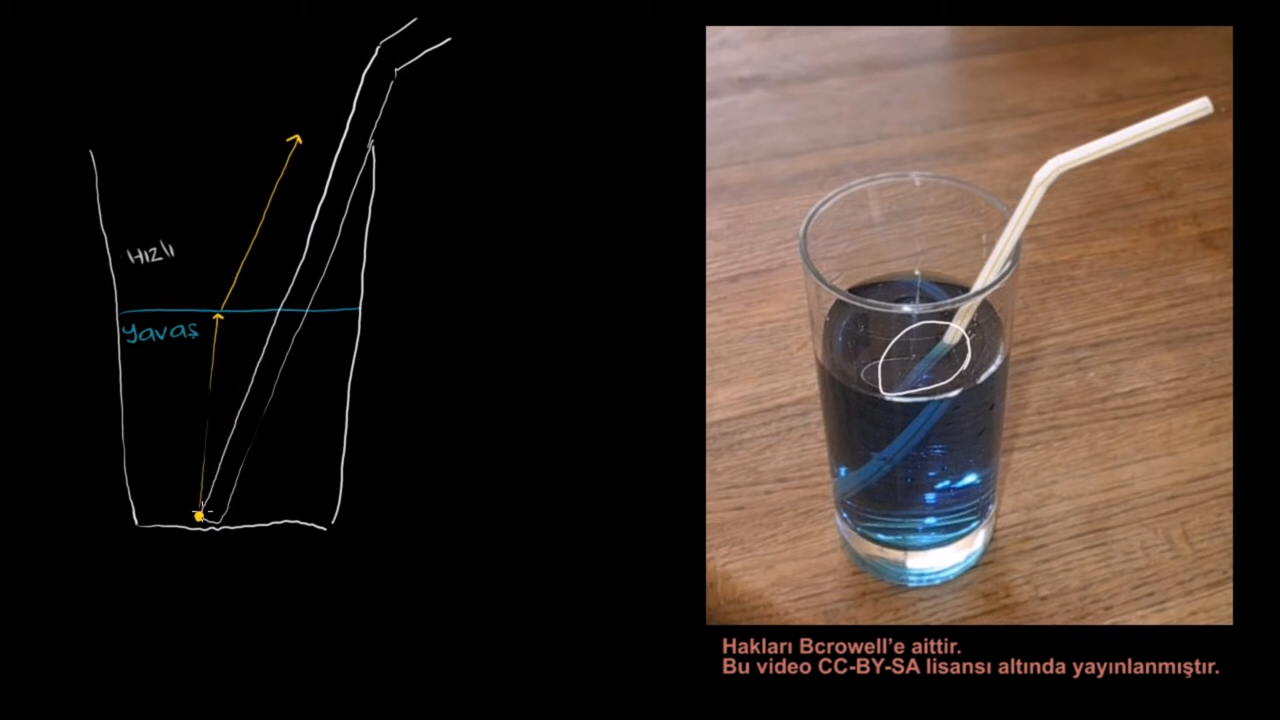 Hızlı
Yavaş
Hakları Bcrowell'e aittir.
Bu video CC-BY-SA lisansı altında yayınlanmıştır.